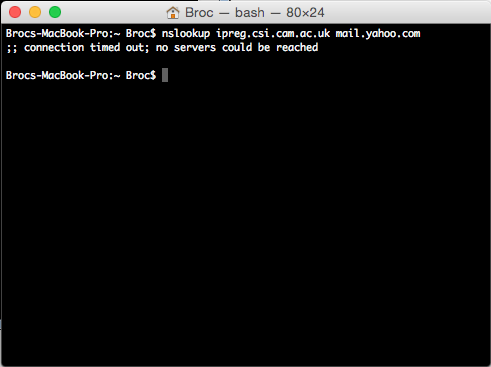 Broc — bash — 80×24
Brocs-MacBook-Pro:~ Broc$ nslookup ipreg.csi.cam.ac.uk mail.yahoo.com
;; connection timed out; no servers could be reached
Brocs-MacBook-Pro:~ Broc$